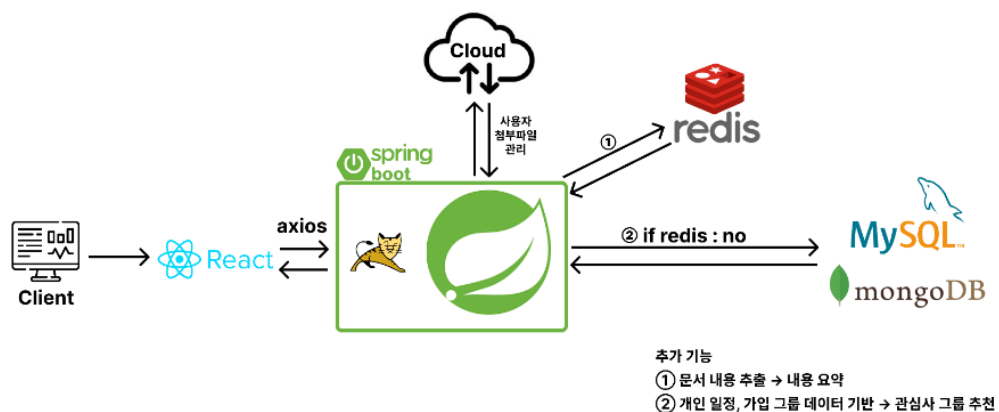 Cloud
사용자
첨부파일
관리
redis
①
spring
boot
axios
React
Client
② if redis : no
MySQL™
mongoDB
추가 기능
① 문서 내용 추출 → 내용 요약
② 개인 일정, 가입 그룹 데이터 기반 → 관심사 그룹 추천